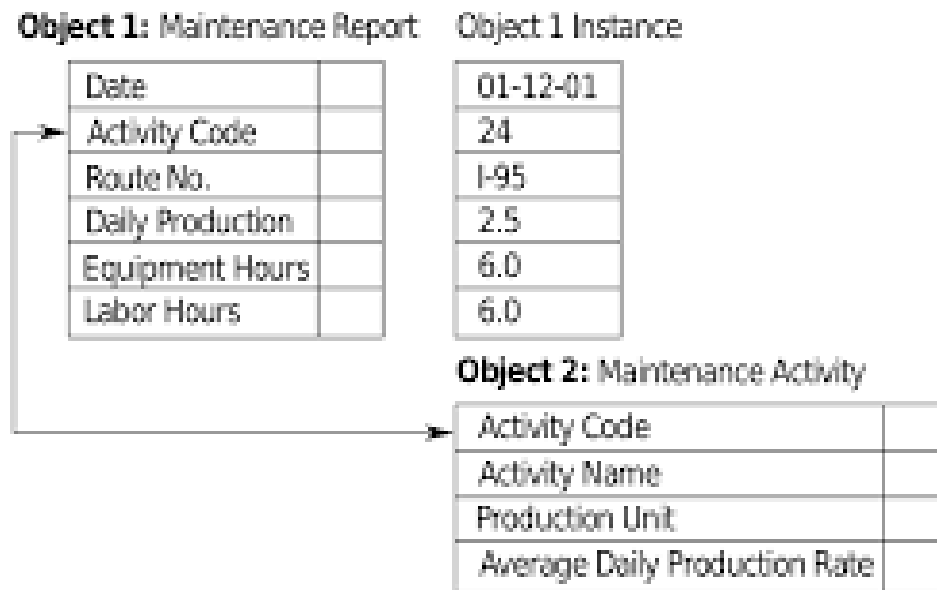 Object 1: Maintenance Report
Object 1 Instance
Date
01-12-01
Activity Code
24
Route No.
I-95
Daily Production
2.5
Equipment Hours
6.0
Labor Hours
6.0
Object 2: Maintenance Activity
Activity Code
Activity Name
Production Unit
Average Daily Production Rate